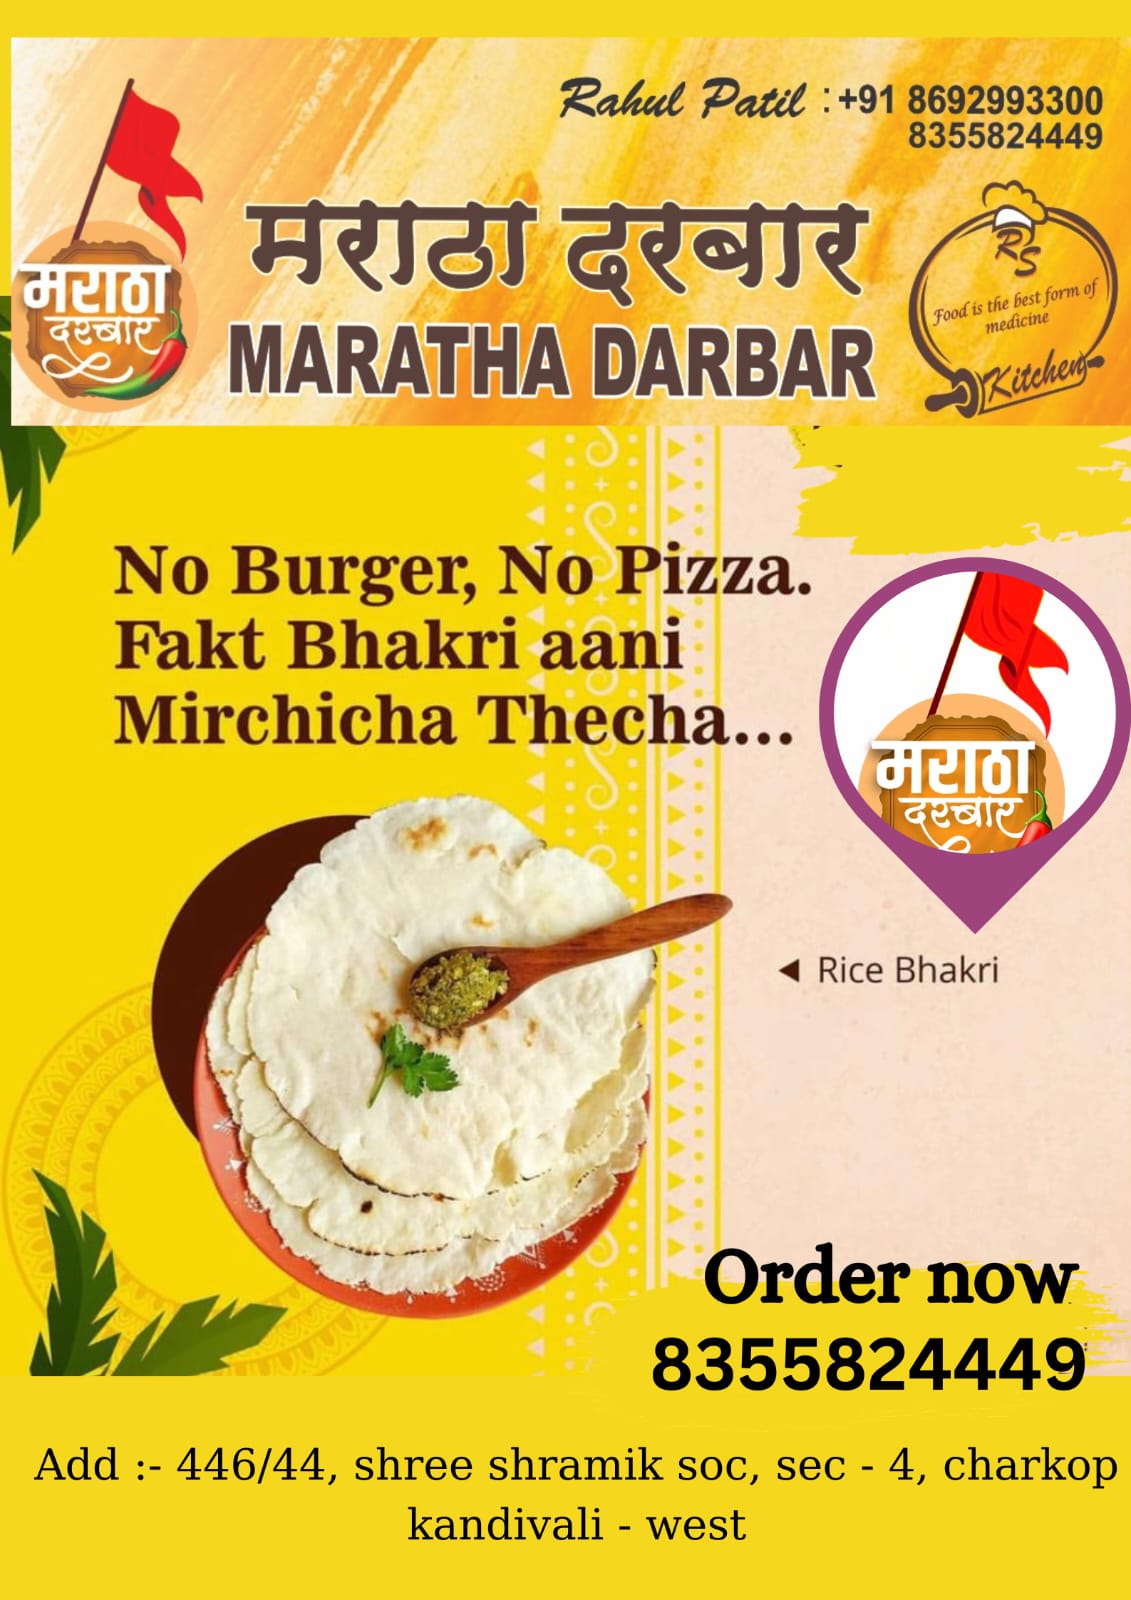 Rahul Patil : +91 8692993300
8355824449
मराठा दरबार
MARATHA DARBAR
मराठा
दरबार
RS
Food is the best form of
medicine
Kitchen
No Burger, No Pizza.
Fakt Bhakri aani
Mirchicha Thecha...
मराठा
दरबार
Rice Bhakri
Order now
8355824449
Add :- 446/44, shree shramik soc, sec - 4, charkop
kandivali - west